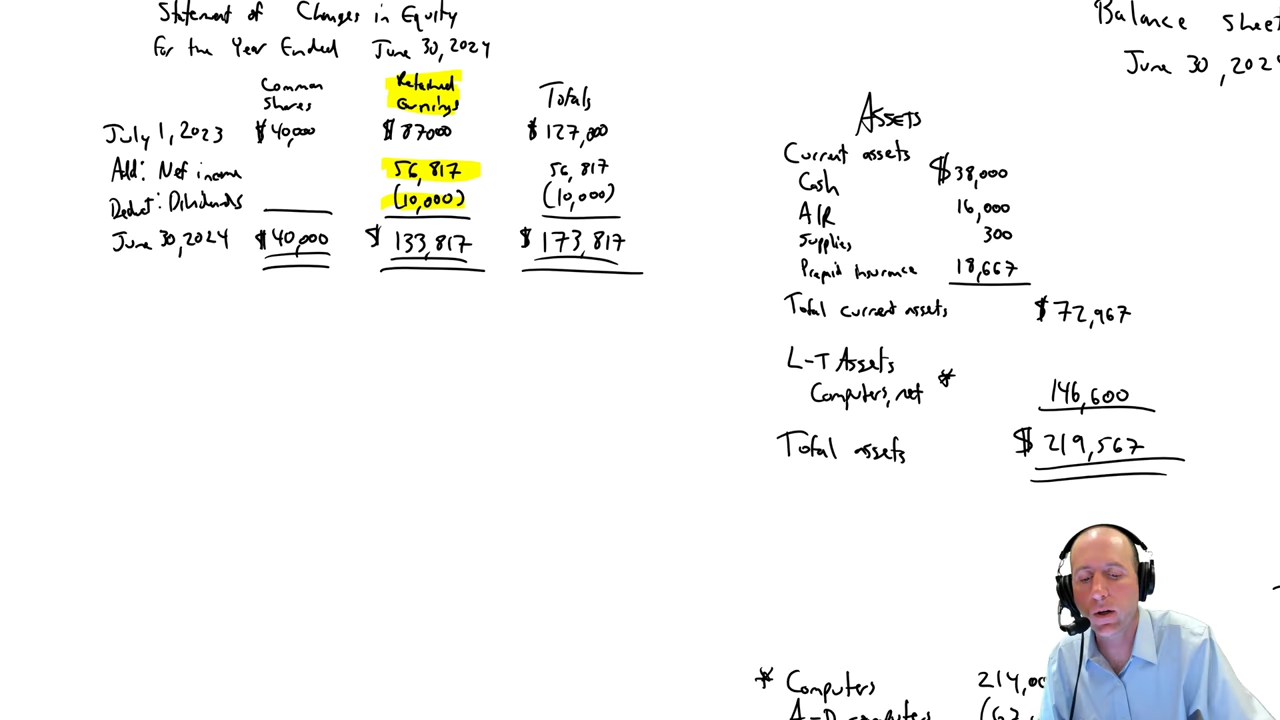 Statement of Changes in Equity
For the Year Ended June 30, 2024
Common Shares Retained Earnings Totals
July 1, 2023 $40,000 $87000 $127,000
Add: Net income 56,817 56,817
Deduct: Dividends (10,000) (10,000)
June 30, 2024 $40,000 $133,817 $173,817
Balance Sheet
June 30, 202
Assets
Current assets
Cash $38,000
A/R 16,000
Supplies 300
Prepaid Insurance 18,667
Total current assets $72,967
L-T Assets
Computers, net * 146,600
Total assets $219,567
* Computers 214,00
A-D computers